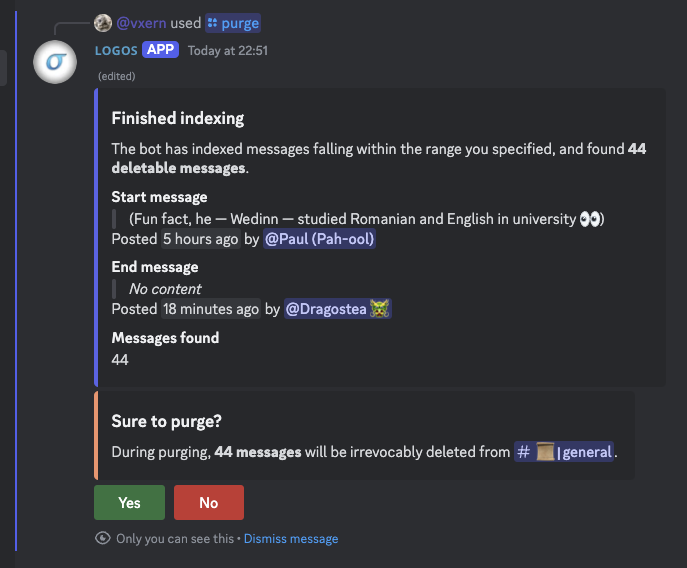 @vxern used purge
LOGOS APP Today at 22:51
(edited)
Finished indexing
The bot has indexed messages falling within the range you specified, and found 44
deletable messages.
Start message
(Fun fact, he — Wedinn — studied Romanian and English in university 👀)
Posted 5 hours ago by @Paul (Pah-ool)
End message
No content
Posted 18 minutes ago by @Dragostea
Messages found
44
Sure to purge?
During purging, 44 messages will be irrevocably deleted from # 📜|general.
Yes No
Only you can see this • Dismiss message